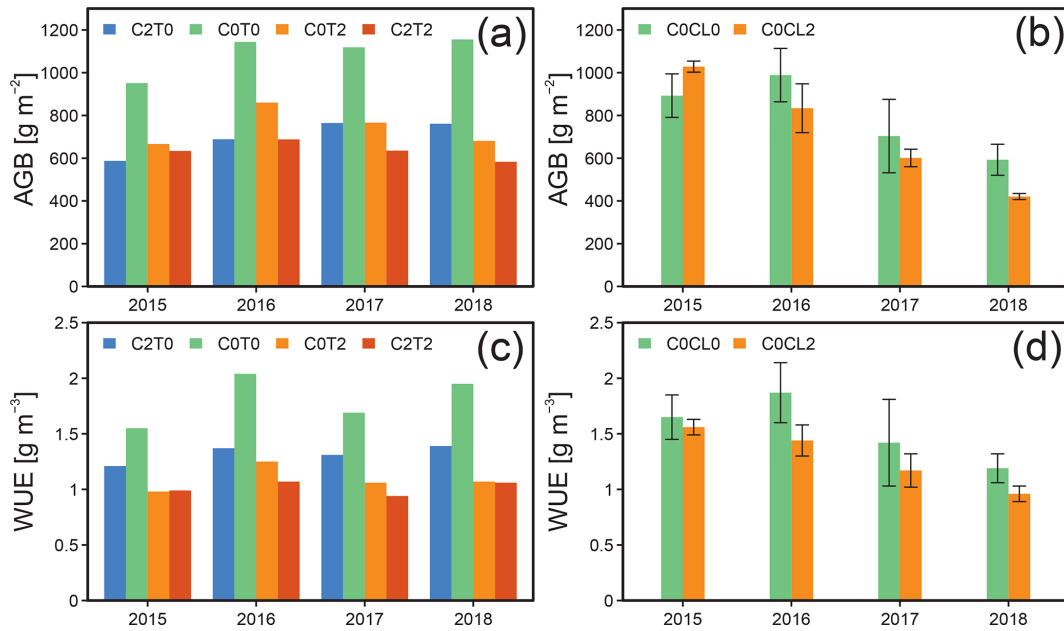 C2T0 C0T0 C0T2 C2T2 (a)
AGB [g m⁻²]
1200
1000
800
600
400
200
0
2015 2016 2017 2018
C0CL0 C0CL2 (b)
AGB [g m⁻²]
1200
1000
800
600
400
200
0
2015 2016 2017 2018
C2T0 C0T0 C0T2 C2T2 (c)
WUE [g m⁻³]
2.5
2
1.5
1
0.5
0
2015 2016 2017 2018
C0CL0 C0CL2 (d)
WUE [g m⁻³]
2.5
2
1.5
1
0.5
0
2015 2016 2017 2018